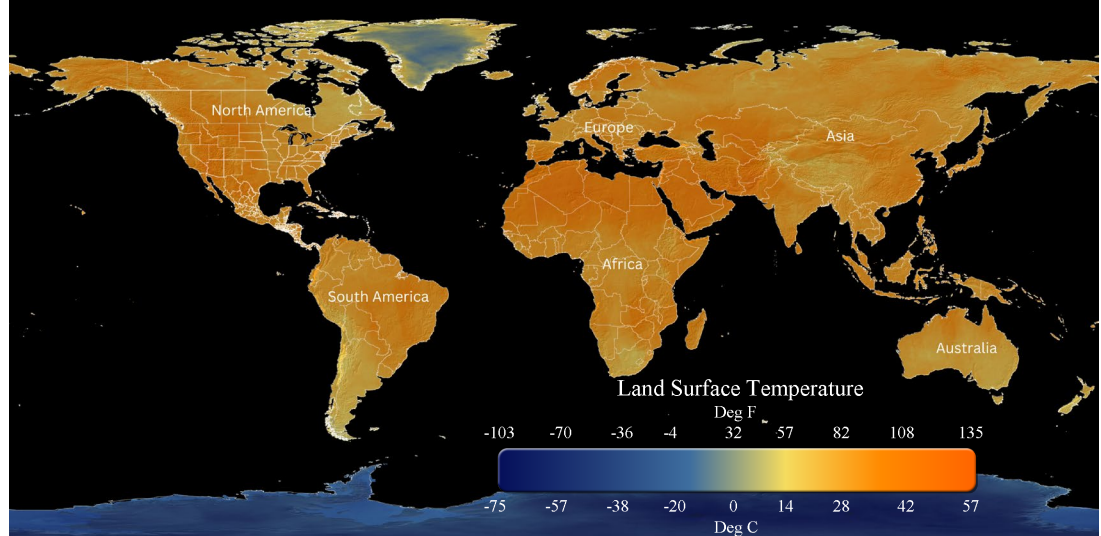 North America
Europe
Asia
Africa
South America
Australia
Land Surface Temperature
Deg F
-103 -70 -36 -4 32 57 82 108 135
-75 -57 -38 -20 0 14 28 42 57
Deg C